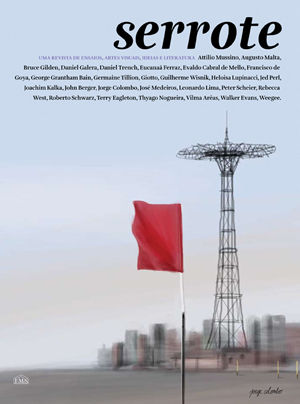 serrote
UMA REVISTA DE ENSAIOS, ARTES VISUAIS, IDEIAS E LITERATURA Attilio Mussino, Augusto Malta,
Bruce Gilden, Daniel Galera, Daniel Trench, Eucanaã Ferraz, Evaldo Cabral de Mello, Francisco de
Goya, George Grantham Bain, Germaine Tillion, Giotto, Guilherme Wisnik, Heloisa Lupinacci, Jed Perl,
Joachim Kalka, John Berger, Jorge Colombo, José Medeiros, Leonardo Lima, Peter Scheier, Rebecca
West, Roberto Schwarz, Terry Eagleton, Thyago Nogueira, Vilma Arêas, Walker Evans, Weegee.
jorge colombo